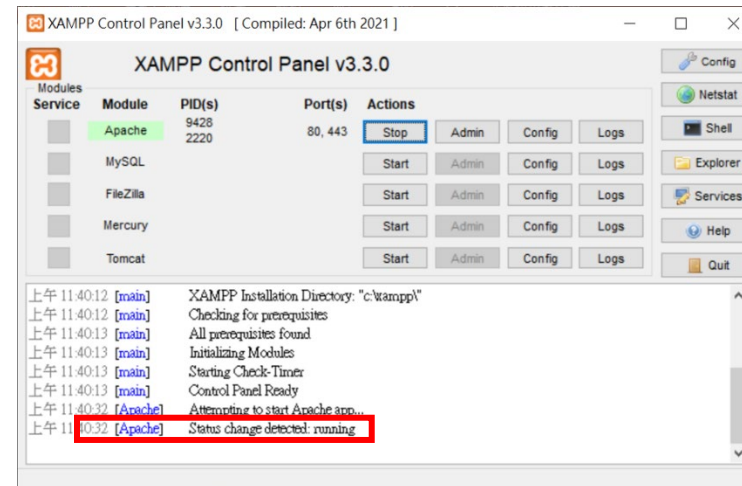 XAMPP Control Panel v3.3.0 [ Compiled: Apr 6th 2021 ]
XAMPP Control Panel v3.3.0
Config
Modules
Service Module PID(s) Port(s) Actions
Netstat
Apache 9428 2220 80, 443 Stop Admin Config Logs
Shell
MySQL Start Admin Config Logs
Explorer
FileZilla Start Admin Config Logs
Services
Mercury Start Admin Config Logs
Help
Tomcat Start Admin Config Logs
Quit
上午 11:40:12 [main] XAMPP Installation Directory: "c:\xampp\"
上午 11:40:12 [main] Checking for prerequisites
上午 11:40:13 [main] All prerequisites found
上午 11:40:13 [main] Initializing Modules
上午 11:40:13 [main] Starting Check-Timer
上午 11:40:13 [main] Control Panel Ready
上午 11:40:32 [Apache] Attempting to start Apache app...
上午 11:40:32 [Apache] Status change detected: running